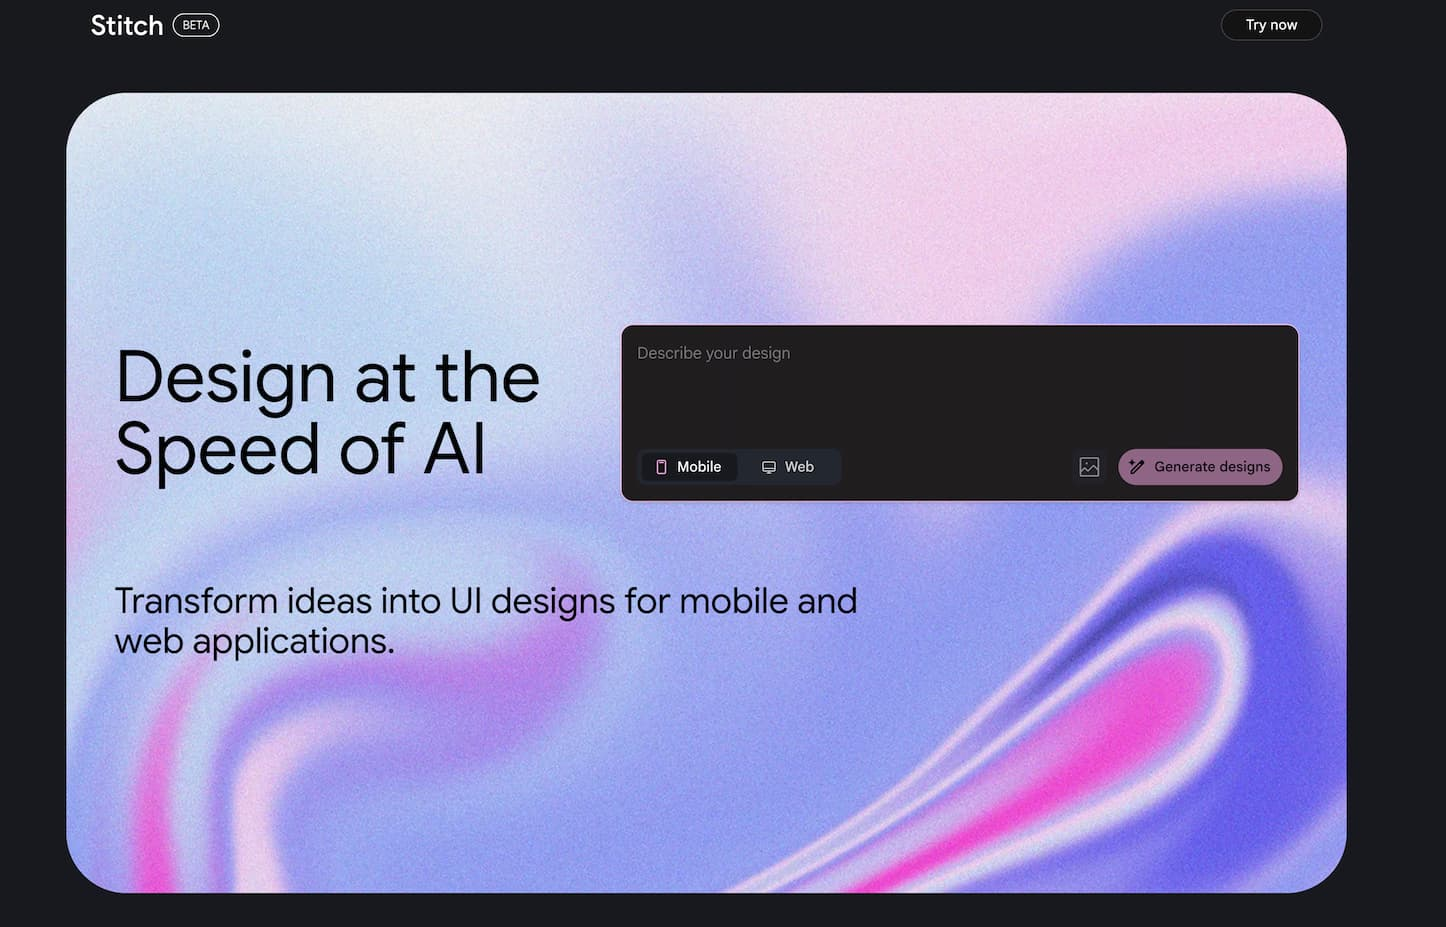 Stitch BETA
Try now
Design at the
Speed of AI
Describe your design
Mobile
Web
Generate designs
Transform ideas into UI designs for mobile and
web applications.